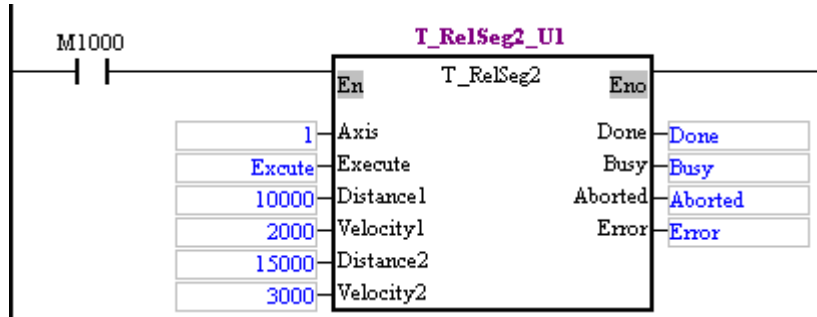 T_RelSeg2_U1
M1000
T_RelSeg2
En Eno
1 Axis Done Done
Excute Execute Busy Busy
10000 Distance1 Aborted Aborted
2000 Velocity1 Error Error
15000 Distance2
3000 Velocity2